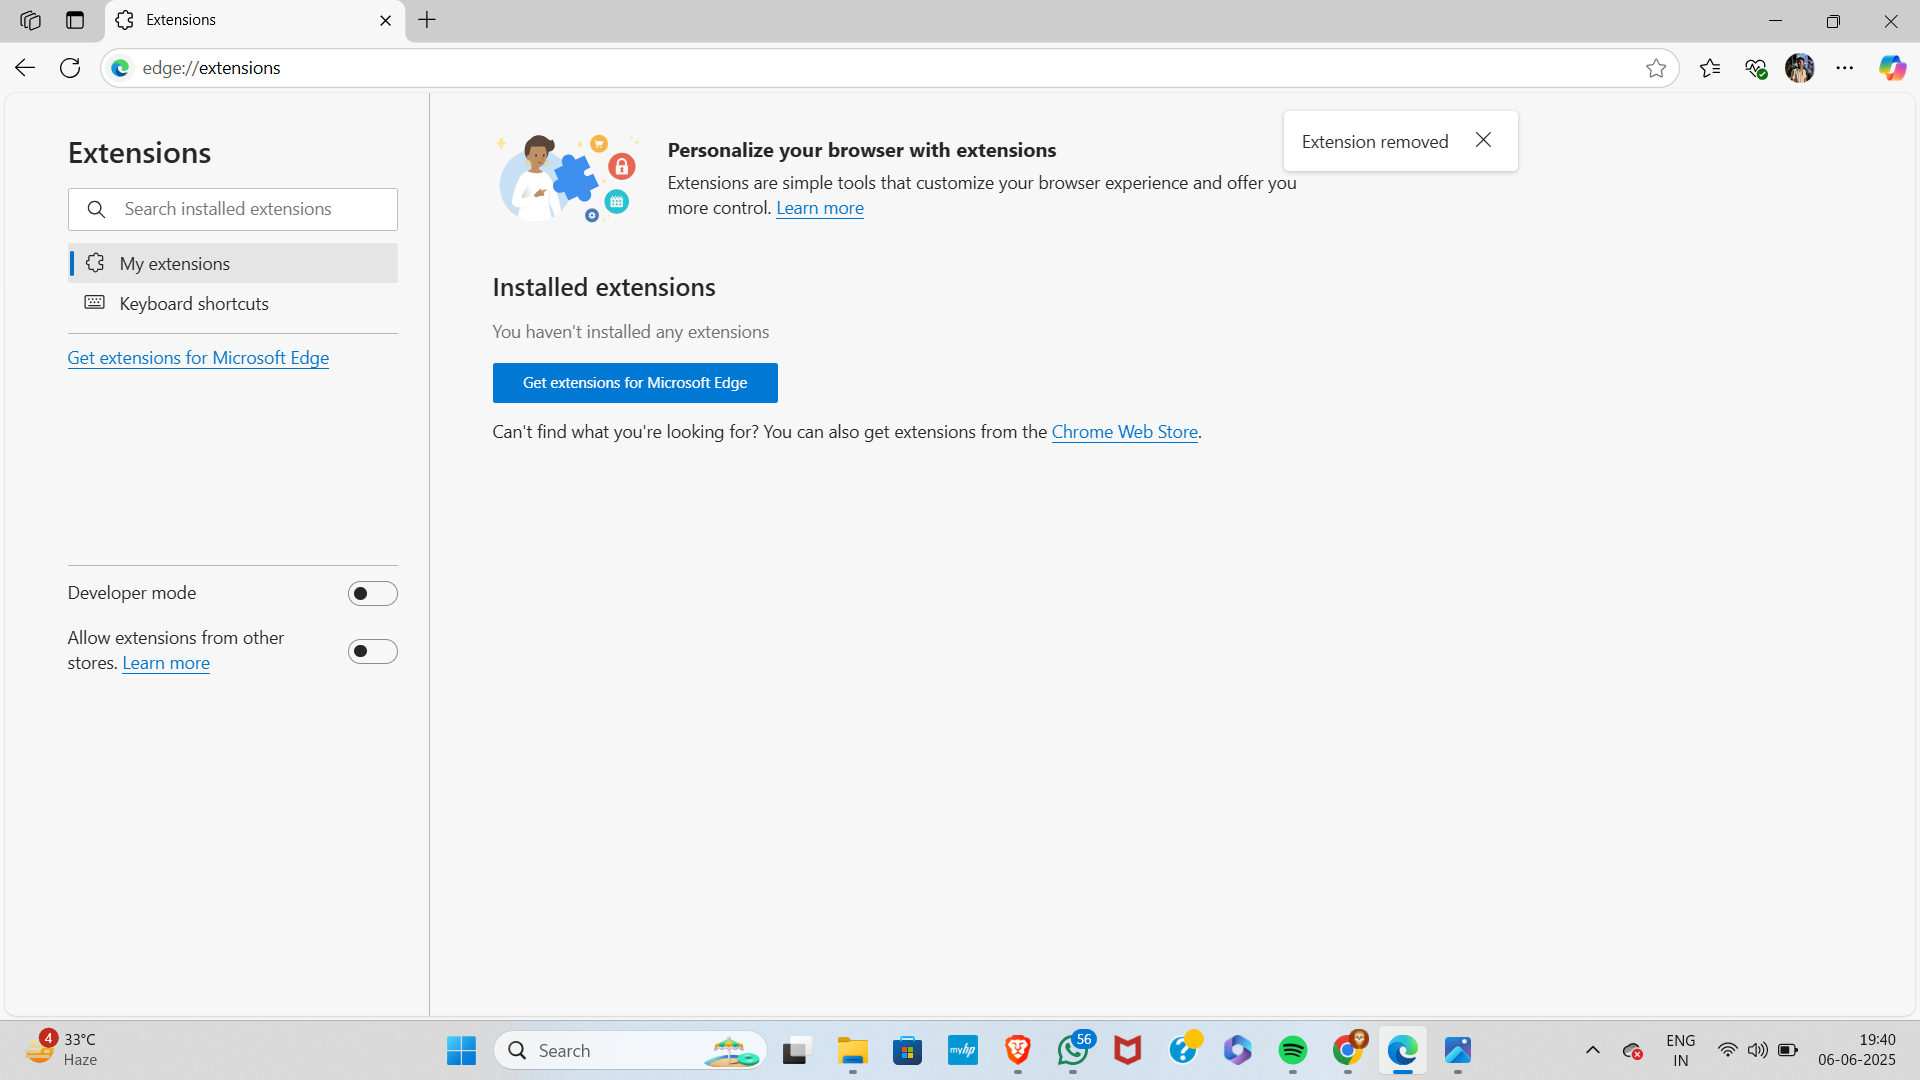 Extensions
edge://extensions
Extensions
Search installed extensions
My extensions
Keyboard shortcuts
Get extensions for Microsoft Edge
Developer mode
Allow extensions from other
stores. Learn more
Personalize your browser with extensions
Extensions are simple tools that customize your browser experience and offer you
more control. Learn more
Extension removed
Installed extensions
You haven't installed any extensions
Get extensions for Microsoft Edge
Can't find what you're looking for? You can also get extensions from the Chrome Web Store.
4
33°C
Haze
Search
myhp
56
ENG
IN
19:40
06-06-2025